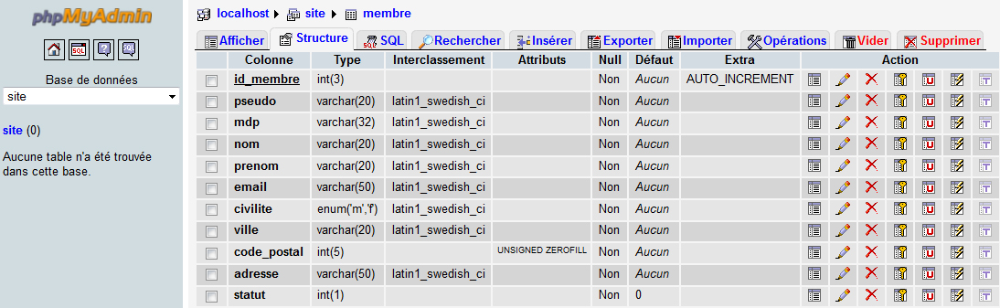 phpMyAdmin
Base de données
site
site (0)
Aucune table n'a été trouvée
dans cette base.
localhost site membre
Afficher Structure SQL Rechercher Insérer Exporter Importer Opérations Vider Supprimer
Colonne Type Interclassement Attributs Null Défaut Extra Action
id_membre int(3) Non Aucun AUTO_INCREMENT
pseudo varchar(20) latin1_swedish_ci Non Aucun
mdp varchar(32) latin1_swedish_ci Non Aucun
nom varchar(20) latin1_swedish_ci Non Aucun
prenom varchar(20) latin1_swedish_ci Non Aucun
email varchar(50) latin1_swedish_ci Non Aucun
civilite enum('m','f') latin1_swedish_ci Non Aucun
ville varchar(20) latin1_swedish_ci Non Aucun
code_postal int(5) UNSIGNED ZEROFILL Non Aucun
adresse varchar(50) latin1_swedish_ci Non Aucun
statut int(1) Non 0